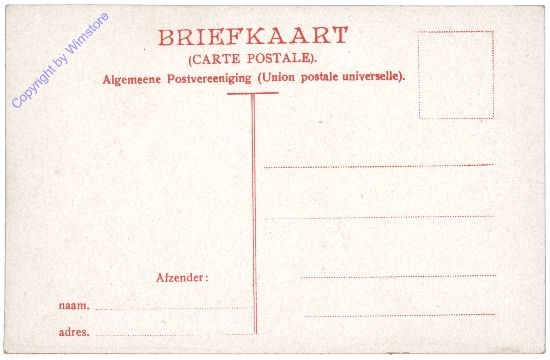 Copyright by Wimstore
BRIEFKAART
(CARTE POSTALE).
Algemeene Postvereeniging (Union postale universelle).
Afzender:
naam.
adres.